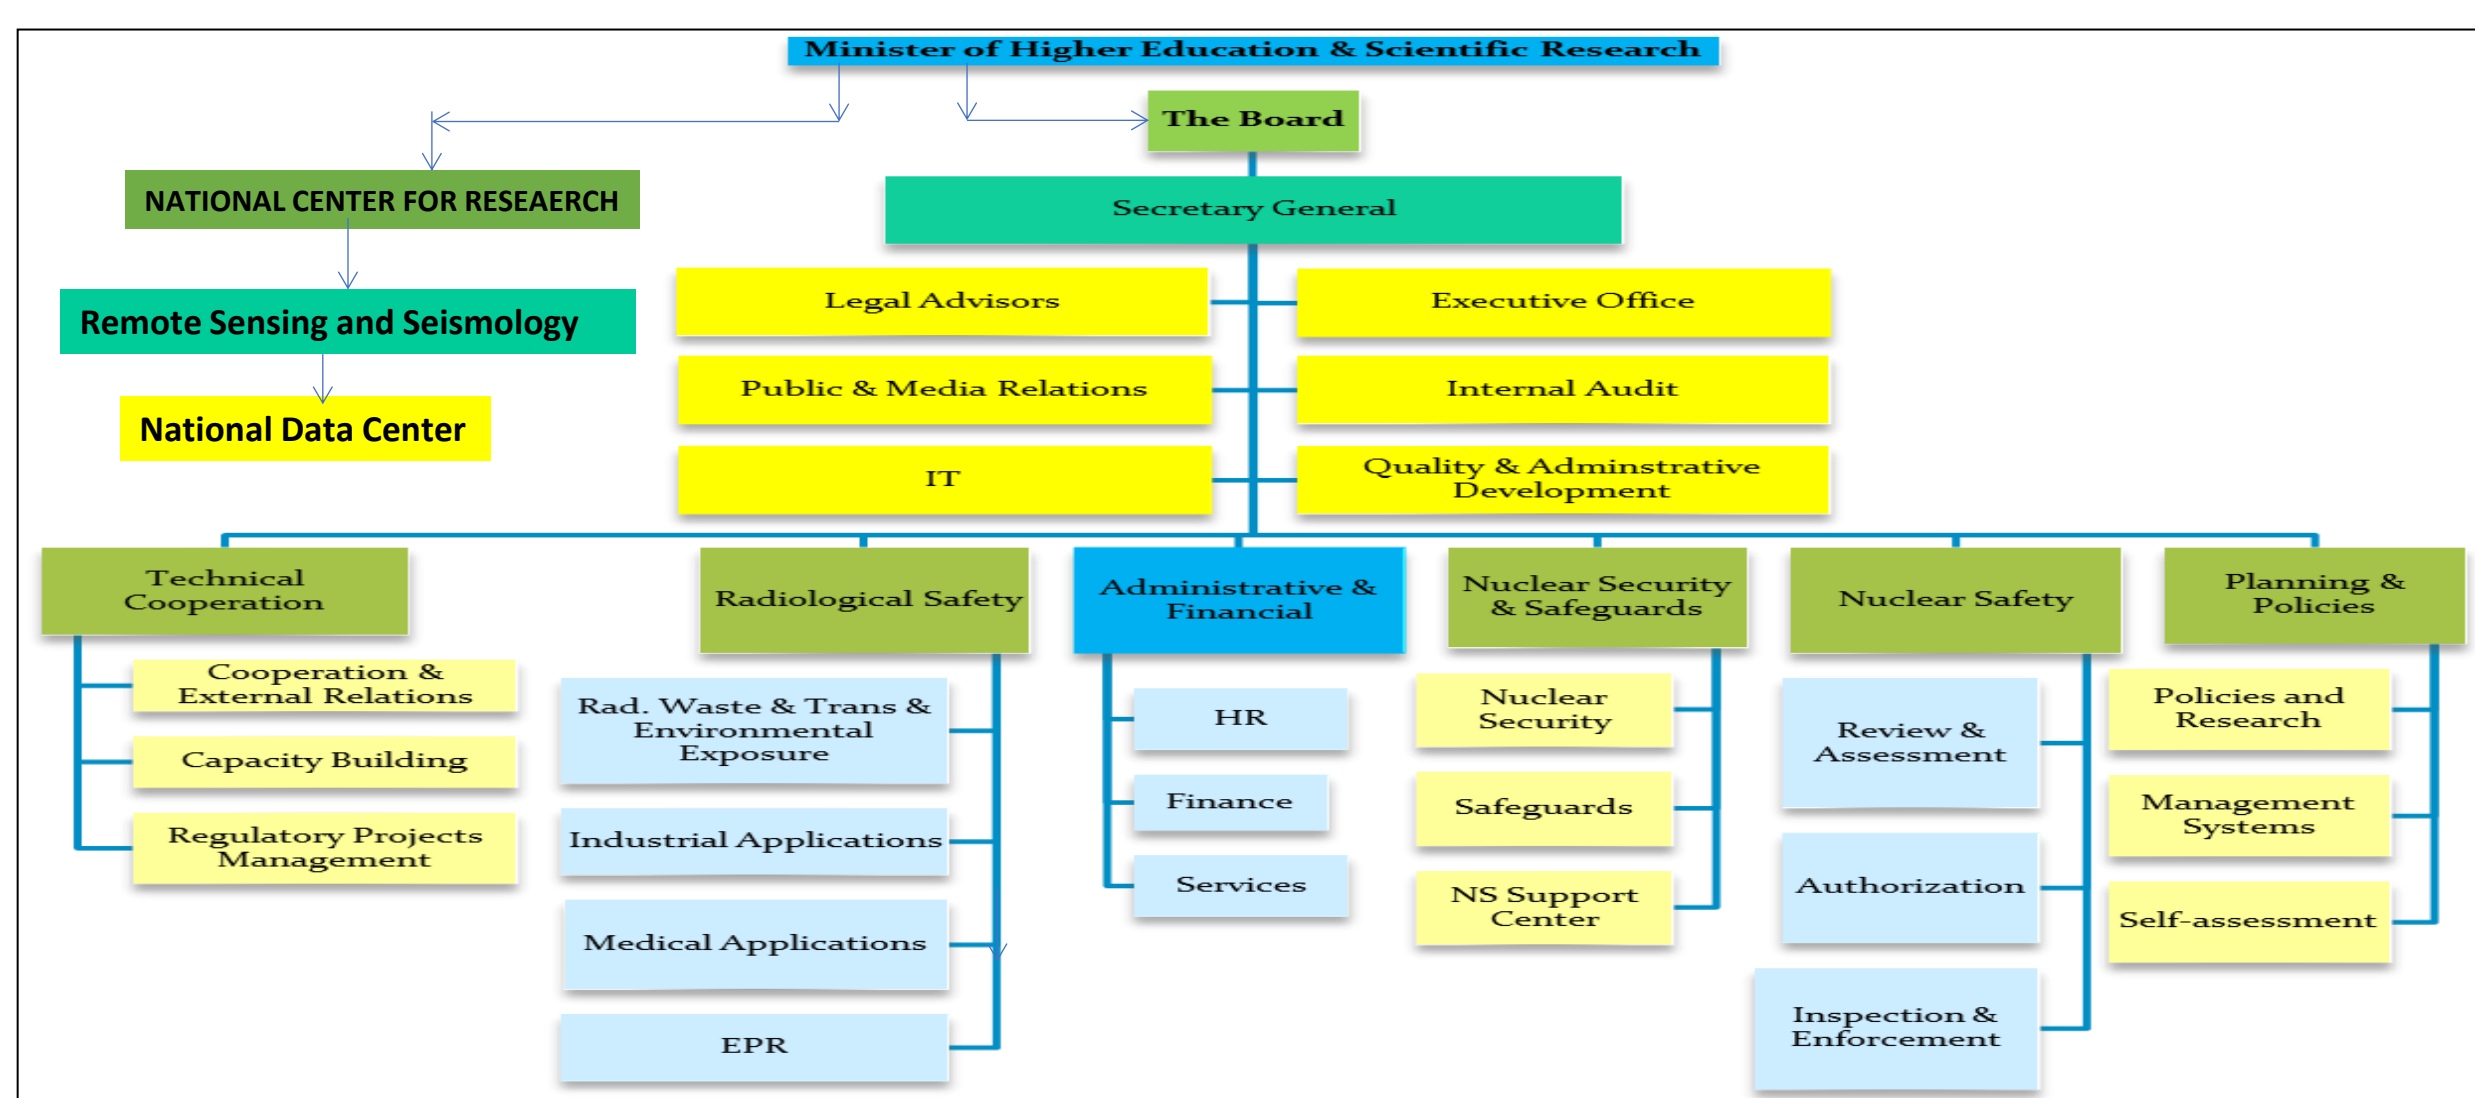 Minister of Higher Education & Scientific Research
The Board
NATIONAL CENTER FOR RESEAERCH
Secretary General
Remote Sensing and Seismology
National Data Center
Legal Advisors
Executive Office
Public & Media Relations
Internal Audit
IT
Quality & Adminstrative
Development
Technical
Cooperation
Cooperation &
External Relations
Capacity Building
Regulatory Projects
Management
Radiological Safety
Rad. Waste & Trans &
Environmental
Exposure
Industrial Applications
Medical Applications
EPR
Administrative &
Financial
HR
Finance
Services
Nuclear Security
& Safeguards
Nuclear
Security
Safeguards
NS Support
Center
Nuclear Safety
Review &
Assessment
Authorization
Inspection &
Enforcement
Planning &
Policies
Policies and
Research
Management
Systems
Self-assessment